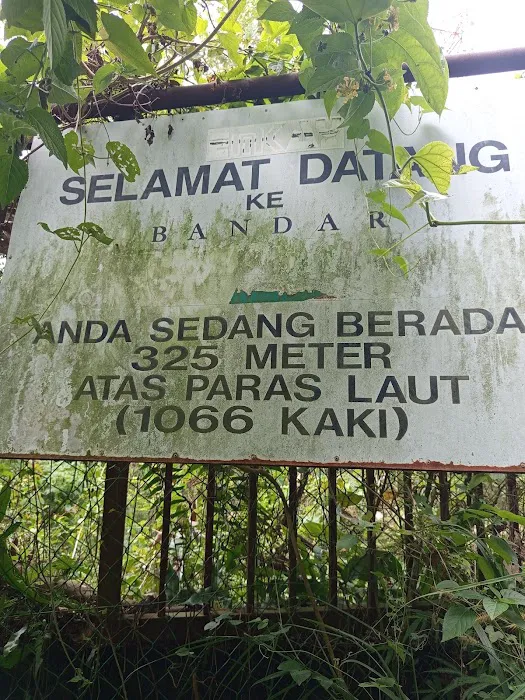 SELAMAT DATANG
KE
BANDAR
ANDA SEDANG BERADA
325 METER
ATAS PARAS LAUT
(1066 KAKI)